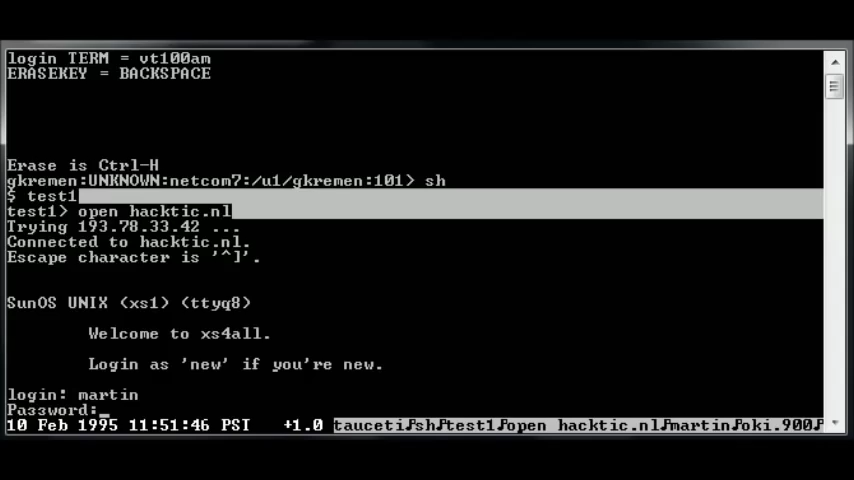 login TERM = vt100am
ERASEKEY = BACKSPACE
Erase is Ctrl-H
gkremen:UNKNOWN:netcom7:/u1/gkremen:101> sh
$ test1
test1> open hacktic.nl
Trying 193.78.33.42 ...
Connected to hacktic.nl.
Escape character is '^]'.
SunOS UNIX (xs1) (ttyq8)
Welcome to xs4all.
Login as 'new' if you're new.
login: martin
Password:_
10 Feb 1995 11:51:46 PST +1.0 tauceti♪sh♪test1♪open hacktic.nl♪martin♪oki.900♪